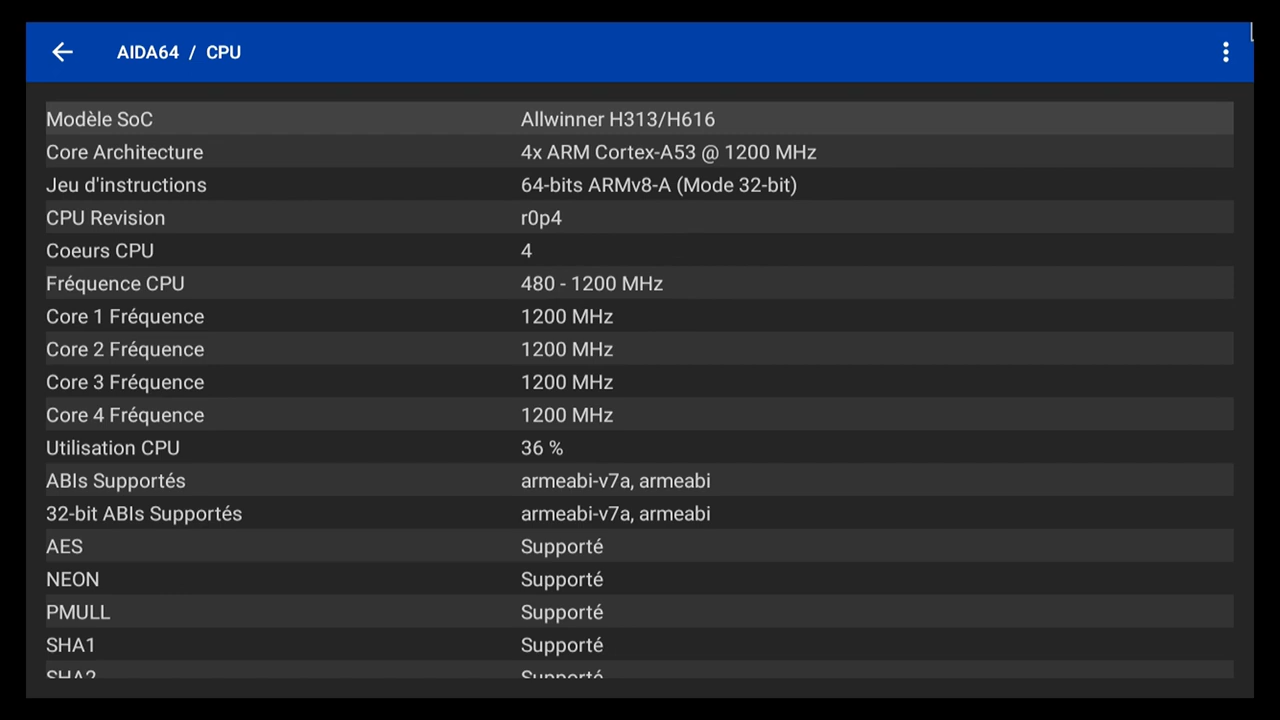 AIDA64 / CPU
Modèle SoC Allwinner H313/H616
Core Architecture 4x ARM Cortex-A53 @ 1200 MHz
Jeu d'instructions 64-bits ARMv8-A (Mode 32-bit)
CPU Revision r0p4
Coeurs CPU 4
Fréquence CPU 480 - 1200 MHz
Core 1 Fréquence 1200 MHz
Core 2 Fréquence 1200 MHz
Core 3 Fréquence 1200 MHz
Core 4 Fréquence 1200 MHz
Utilisation CPU 36 %
ABIs Supportés armeabi-v7a, armeabi
32-bit ABIs Supportés armeabi-v7a, armeabi
AES Supporté
NEON Supporté
PMULL Supporté
SHA1 Supporté
SHA2 Supporté